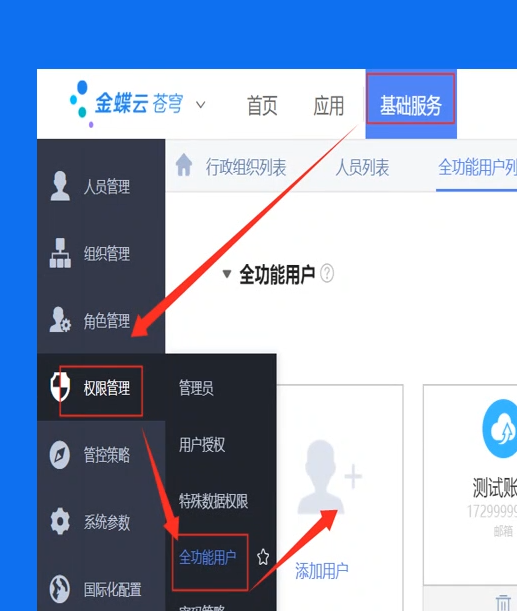 金蝶云 苍穹
首页
应用
基础服务
行政组织列表
人员列表
全功能用户列
人员管理
组织管理
角色管理
权限管理
管控策略
系统参数
国际化配置
全功能用户 ?
管理员
用户授权
特殊数据权限
全功能用户
添加用户
测试账
17299999
邮箱